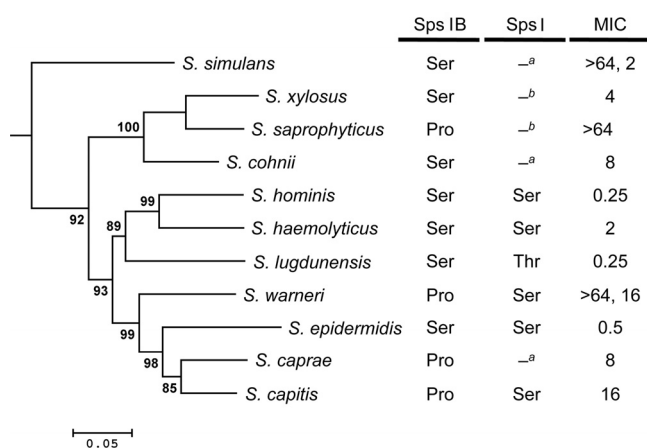 Sps IB Sps I MIC
S. simulans Ser –a >64, 2
S. xylosus Ser –b 4
100 S. saprophyticus Pro –b >64
S. cohnii Ser –a 8
99 S. hominis Ser Ser 0.25
92 89 S. haemolyticus Ser Ser 2
S. lugdunensis Ser Thr 0.25
93 S. warneri Pro Ser >64, 16
99 S. epidermidis Ser Ser 0.5
98 S. caprae Pro –a 8
85 S. capitis Pro Ser 16
0.05